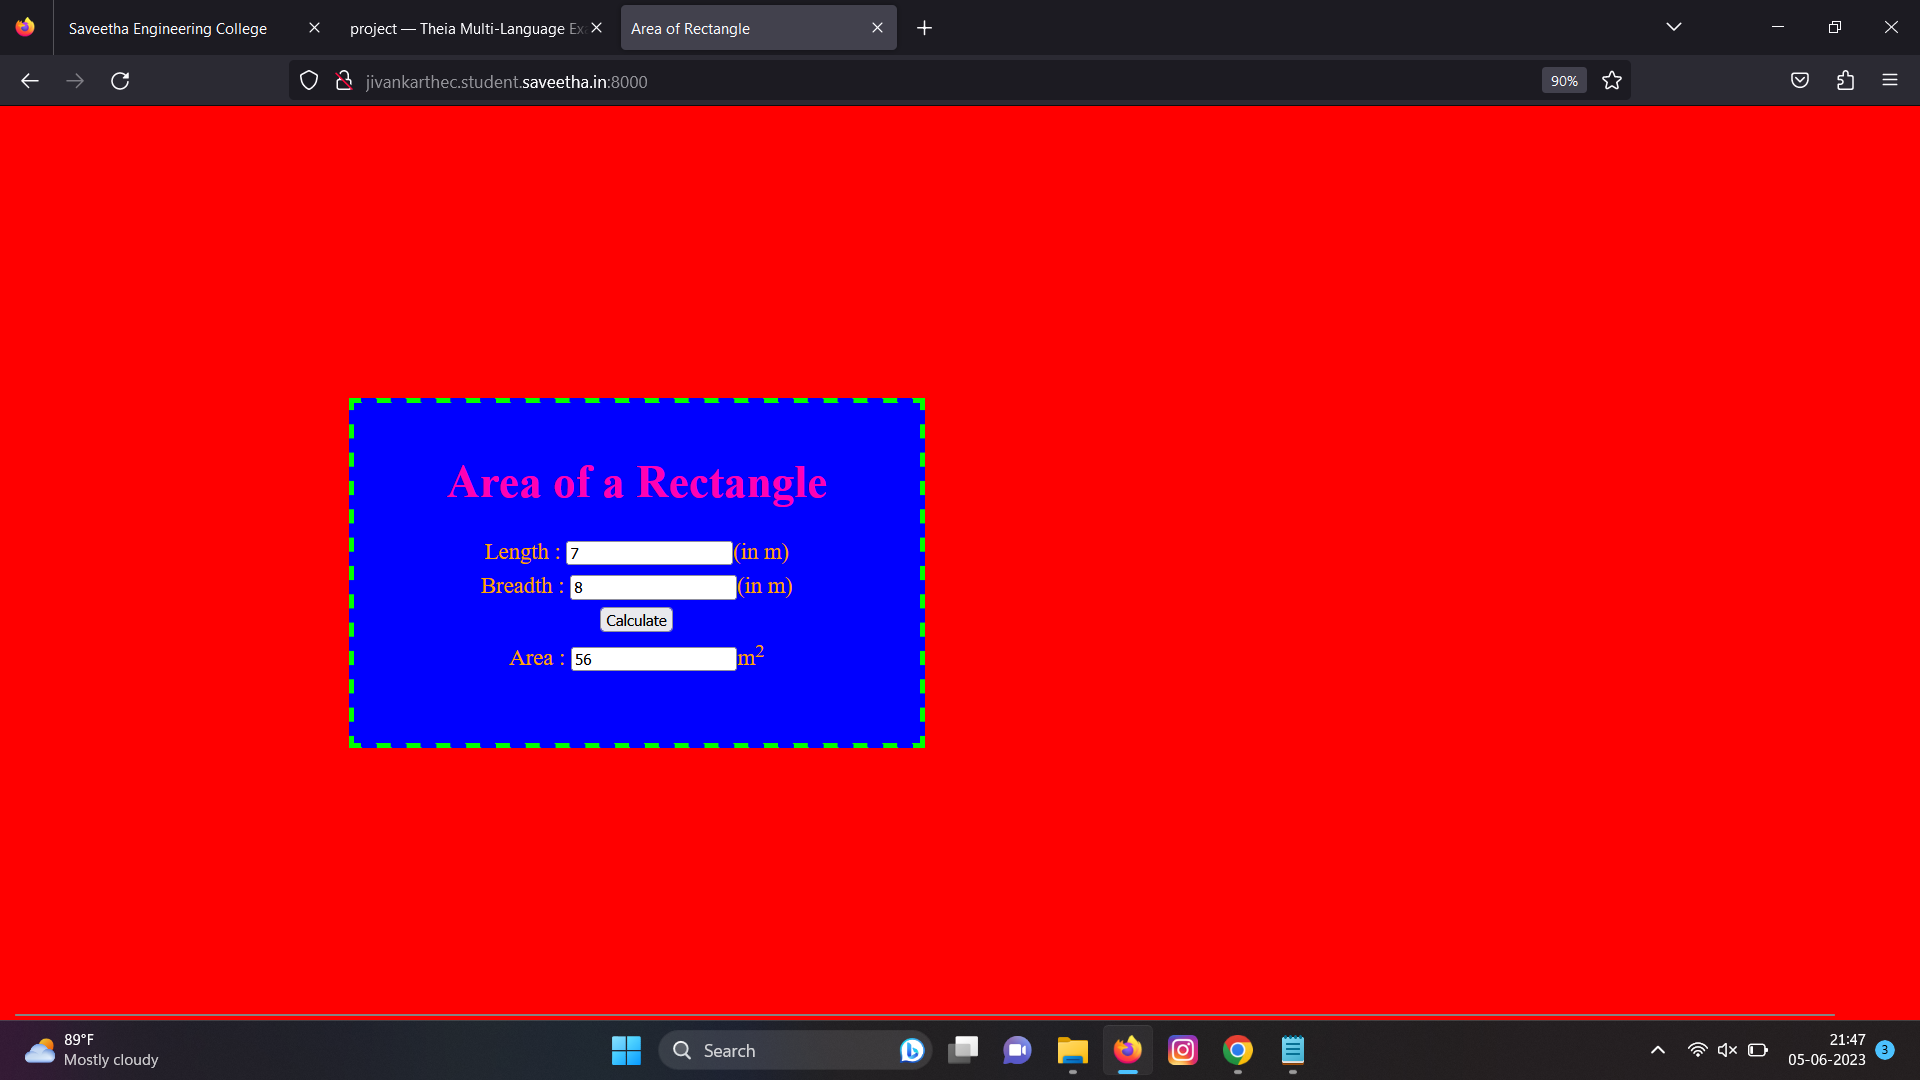 Saveetha Engineering College
project — Theia Multi-Language Ex
Area of Rectangle
jivankarthec.student.saveetha.in:8000
90%
Area of a Rectangle
Length : 7 (in m)
Breadth : 8 (in m)
Calculate
Area : 56 m²
89°F
Mostly cloudy
Search
21:47
05-06-2023
3